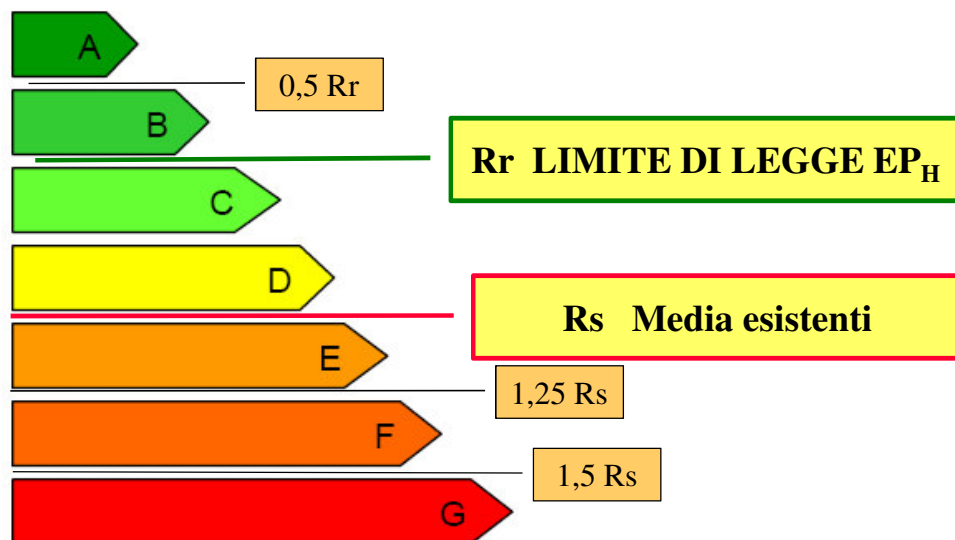 A
0,5 Rr
B
Rr LIMITE DI LEGGE EPH
C
D
Rs Media esistenti
E
1,25 Rs
F
1,5 Rs
G